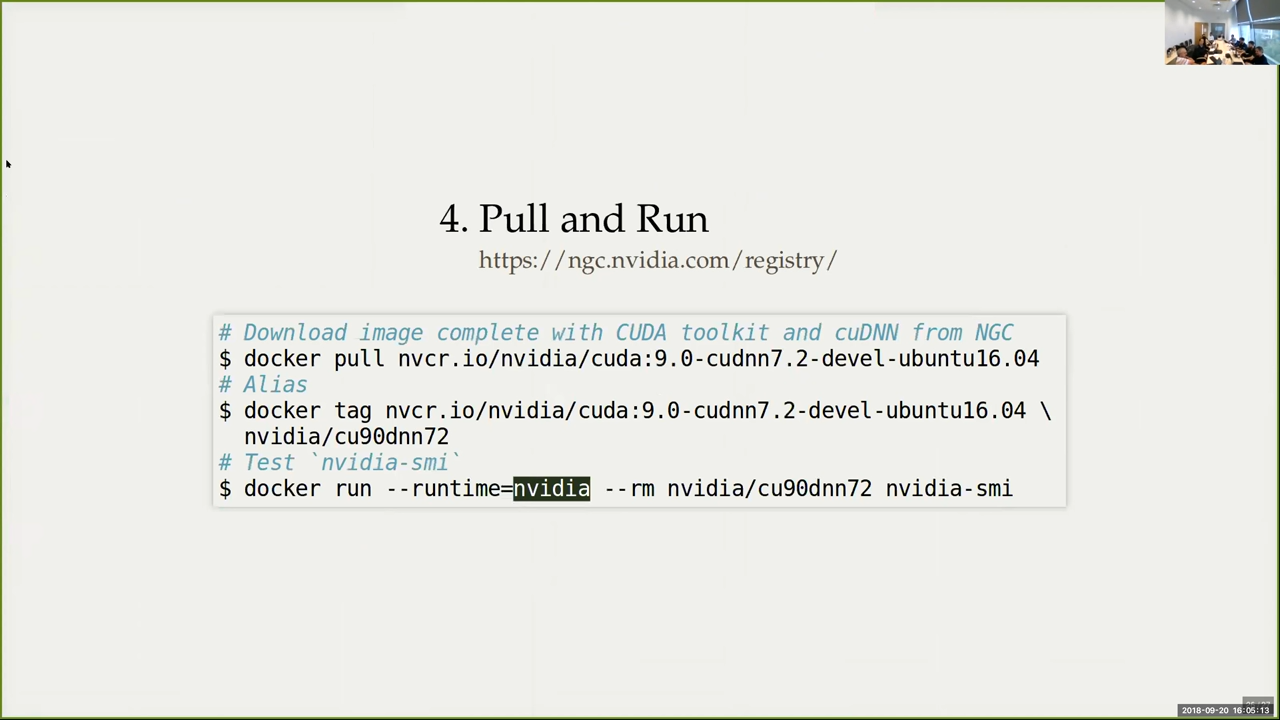 4. Pull and Run
https://ngc.nvidia.com/registry/
# Download image complete with CUDA toolkit and cuDNN from NGC
$ docker pull nvcr.io/nvidia/cuda:9.0-cudnn7.2-devel-ubuntu16.04
# Alias
$ docker tag nvcr.io/nvidia/cuda:9.0-cudnn7.2-devel-ubuntu16.04 \
nvidia/cu90dnn72
# Test `nvidia-smi`
$ docker run --runtime=nvidia --rm nvidia/cu90dnn72 nvidia-smi
2018-09-20 16:05:13